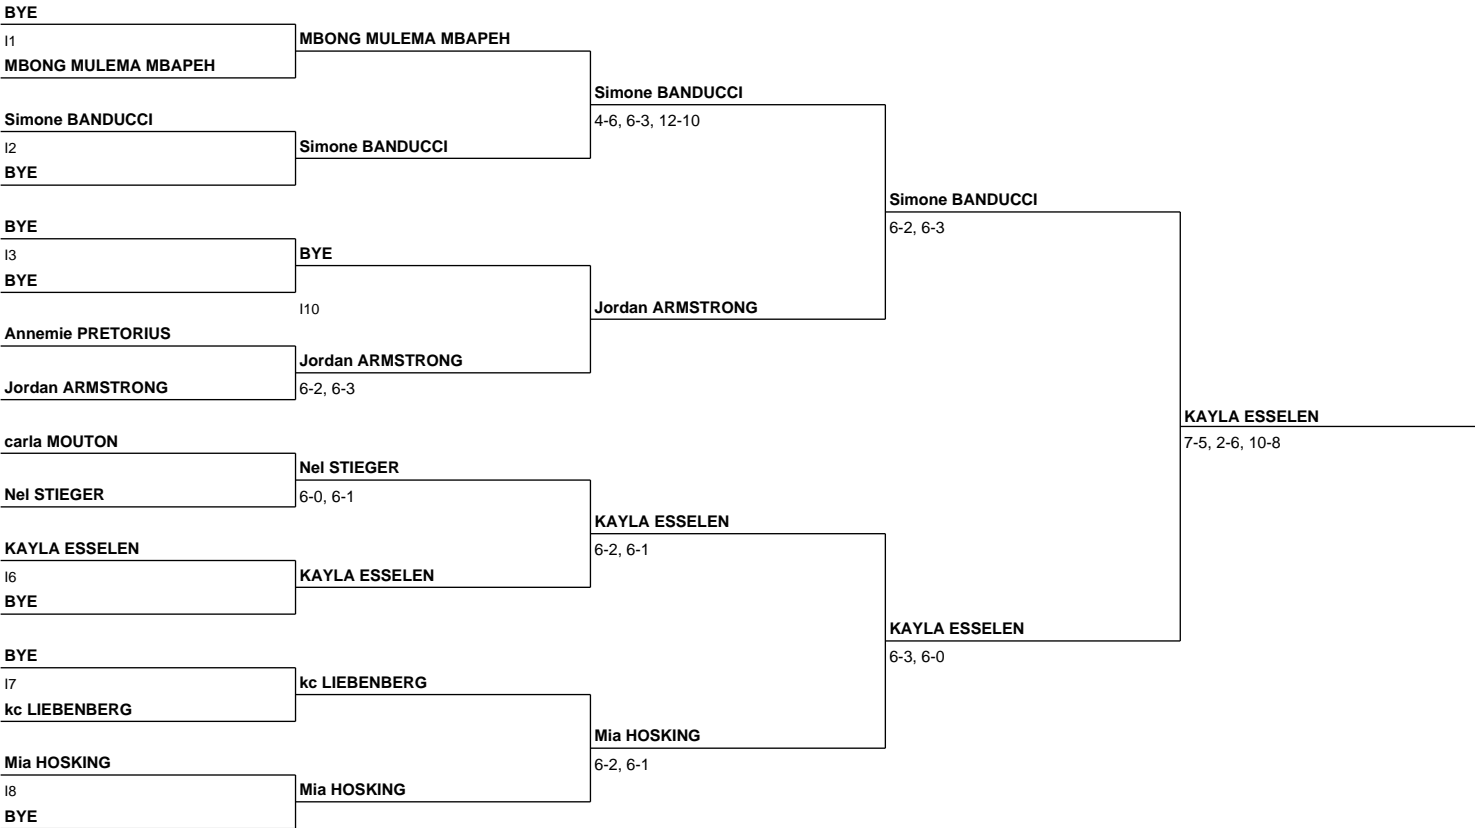 BYE
I1
MBONG MULEMA MBAPEH
Simone BANDUCCI
I2
BYE
BYE
I3
BYE
Annemie PRETORIUS
Jordan ARMSTRONG
carla MOUTON
Nel STIEGER
KAYLA ESSELEN
I6
BYE
BYE
I7
kc LIEBENBERG
Mia HOSKING
I8
BYE
MBONG MULEMA MBAPEH
Simone BANDUCCI
BYE
I10
Jordan ARMSTRONG
6-2, 6-3
Nel STIEGER
6-0, 6-1
KAYLA ESSELEN
kc LIEBENBERG
Mia HOSKING
Simone BANDUCCI
4-6, 6-3, 12-10
Jordan ARMSTRONG
KAYLA ESSELEN
6-2, 6-1
Mia HOSKING
6-2, 6-1
Simone BANDUCCI
6-2, 6-3
KAYLA ESSELEN
6-3, 6-0
KAYLA ESSELEN
7-5, 2-6, 10-8